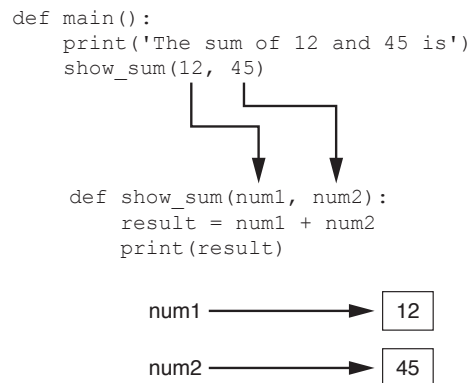 def main():
    print('The sum of 12 and 45 is')
    show_sum(12, 45)
def show_sum(num1, num2):
    result = num1 + num2
    print(result)
num1 12
num2 45